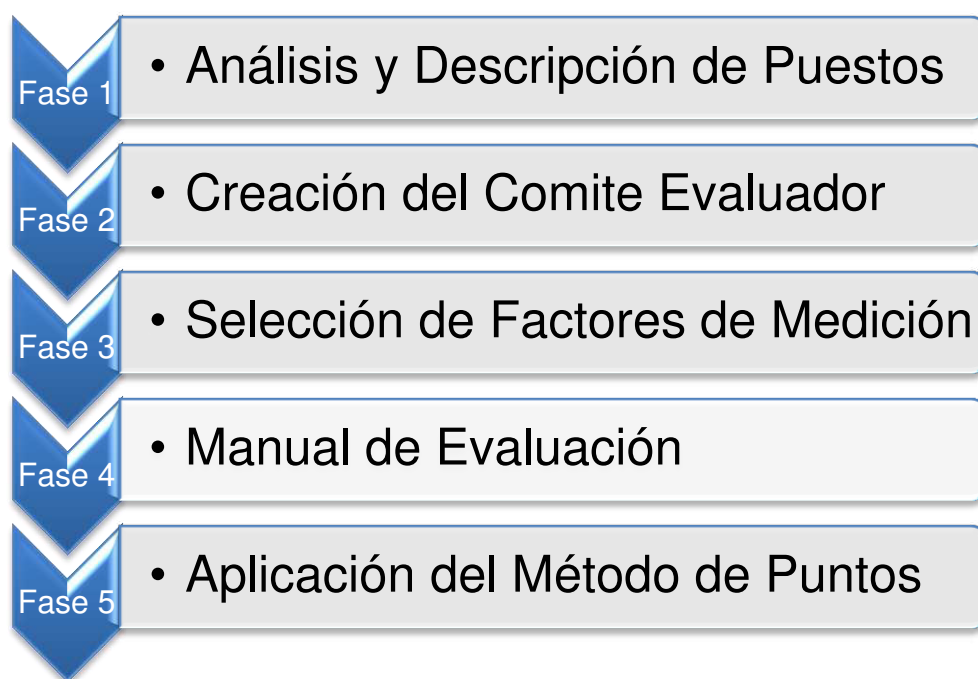 Fase 1
• Análisis y Descripción de Puestos
Fase 2
• Creación del Comite Evaluador
Fase 3
• Selección de Factores de Medición
Fase 4
• Manual de Evaluación
Fase 5
• Aplicación del Método de Puntos